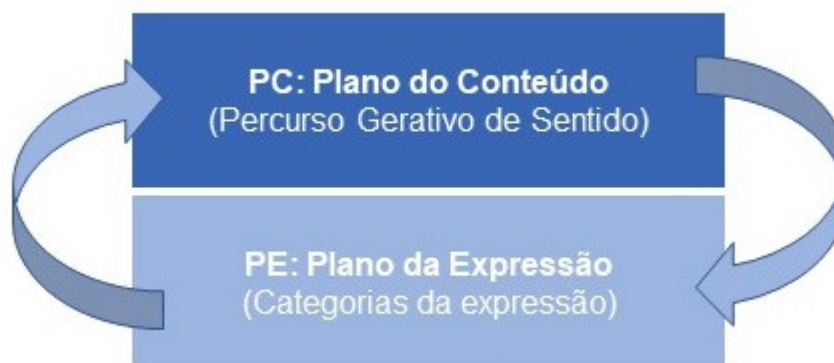 PC: Plano do Conteúdo
(Percurso Gerativo de Sentido)
PE: Plano da Expressão
(Categorias da expressão)